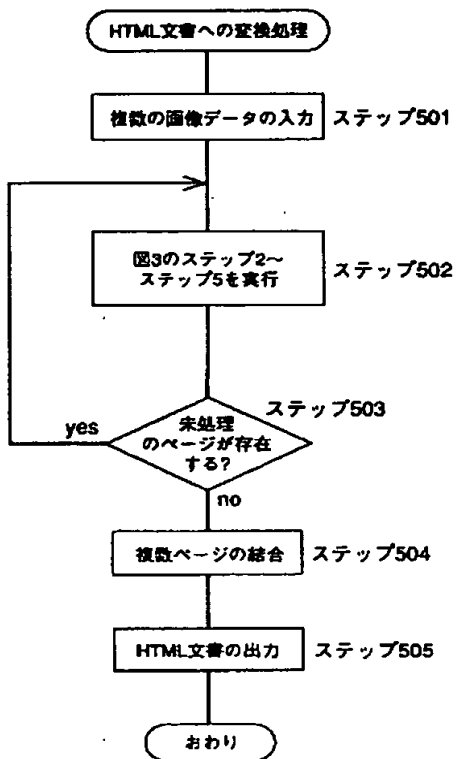 HTML文書への変換処理
複数の画像データの入力 ステップ501
図3のステップ2〜
ステップ5を実行
ステップ502
ステップ503
yes
未処理
のページが存在
する?
no
複数ページの結合 ステップ504
HTML文書の出力 ステップ505
おわり